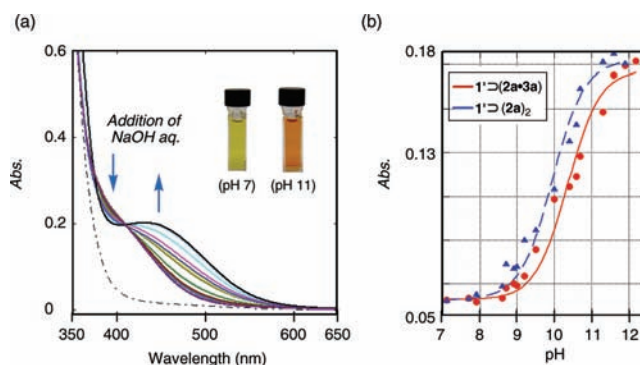 (a)
0.6
0.4
0.2
0
Abs.
Addition of
NaOH aq.
(pH 7) (pH 11)
350 400 500 600 650
Wavelength (nm)
(b)
0.18
0.13
0.05
Abs.
1'⊃(2a•3a)
1'⊃ (2a)₂
7 8 9 10 11 12
pH